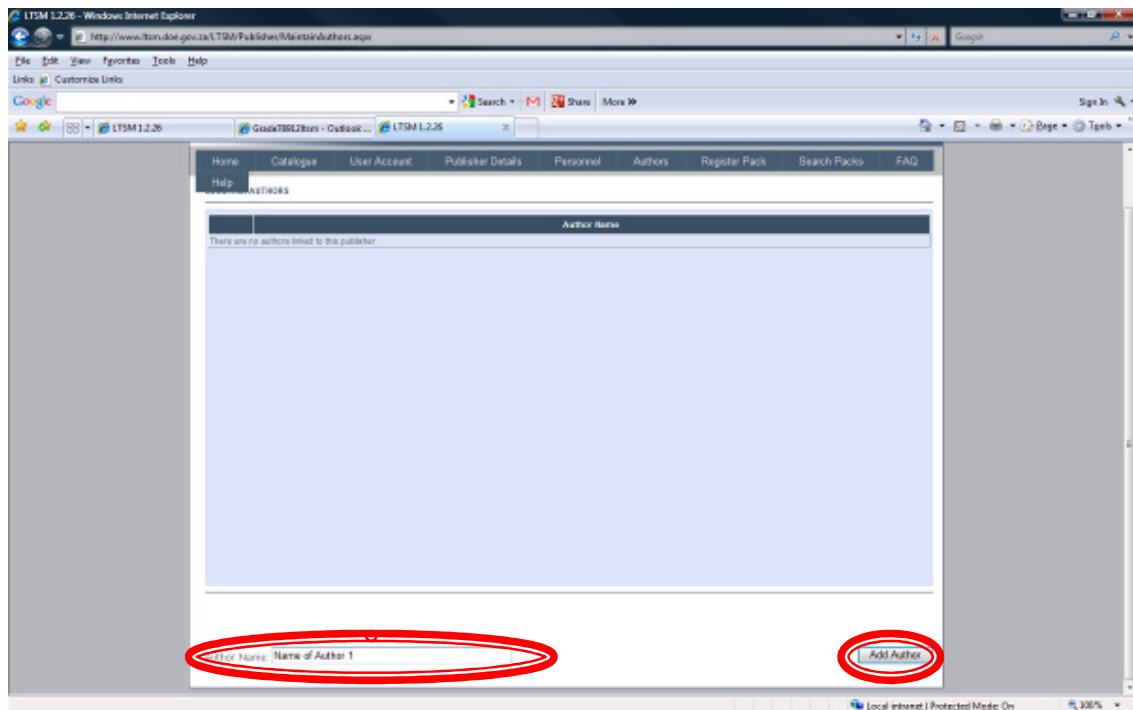 LTSM 1.2.26 - Windows Internet Explorer
http://www.ltsm.doe.gov.za/LTSM/Publisher/MaintainAuthors.aspx Google
File Edit View Favorites Tools Help
Links Customize Links
Google Search Share More Sign In
LTSM 1.2.26 Grade78912ltsm - Outlook ... LTSM 1.2.26 Page Tools
Home Catalogue User Account Publisher Details Personnel Authors Register Pack Search Packs FAQ
Help
AUTHORS
Author Name
There are no authors linked to this publisher
Author Name: Name of Author 1 Add Author
Local intranet | Protected Mode: On 100%